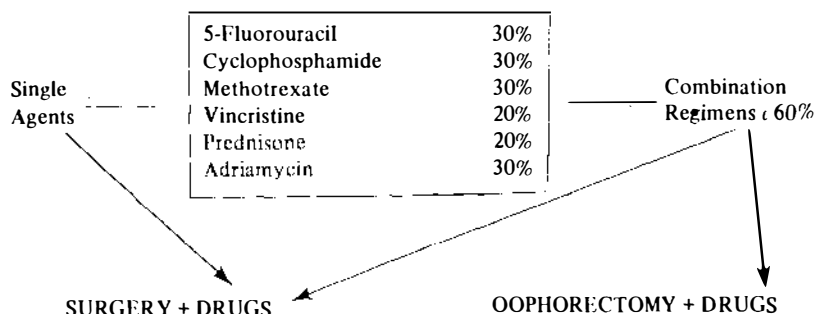 5-Fluorouracil 30%
Cyclophosphamide 30%
Methotrexate 30%
Vincristine 20%
Prednisone 20%
Adriamycin 30%
Single
Agents
Combination
Regimens 60%
SURGERY + DRUGS
OOPHORECTOMY + DRUGS